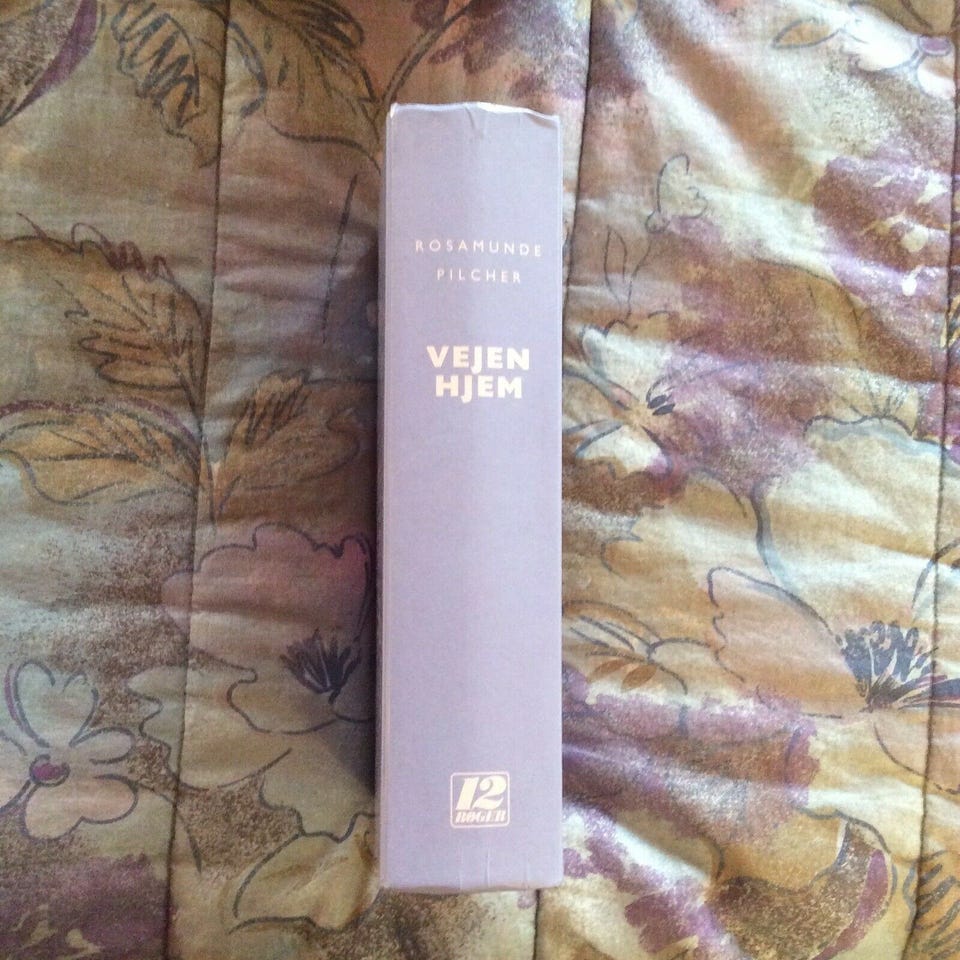 ROSAMUNDE
PILCHER
VEJEN
HJEM
12
BØGER